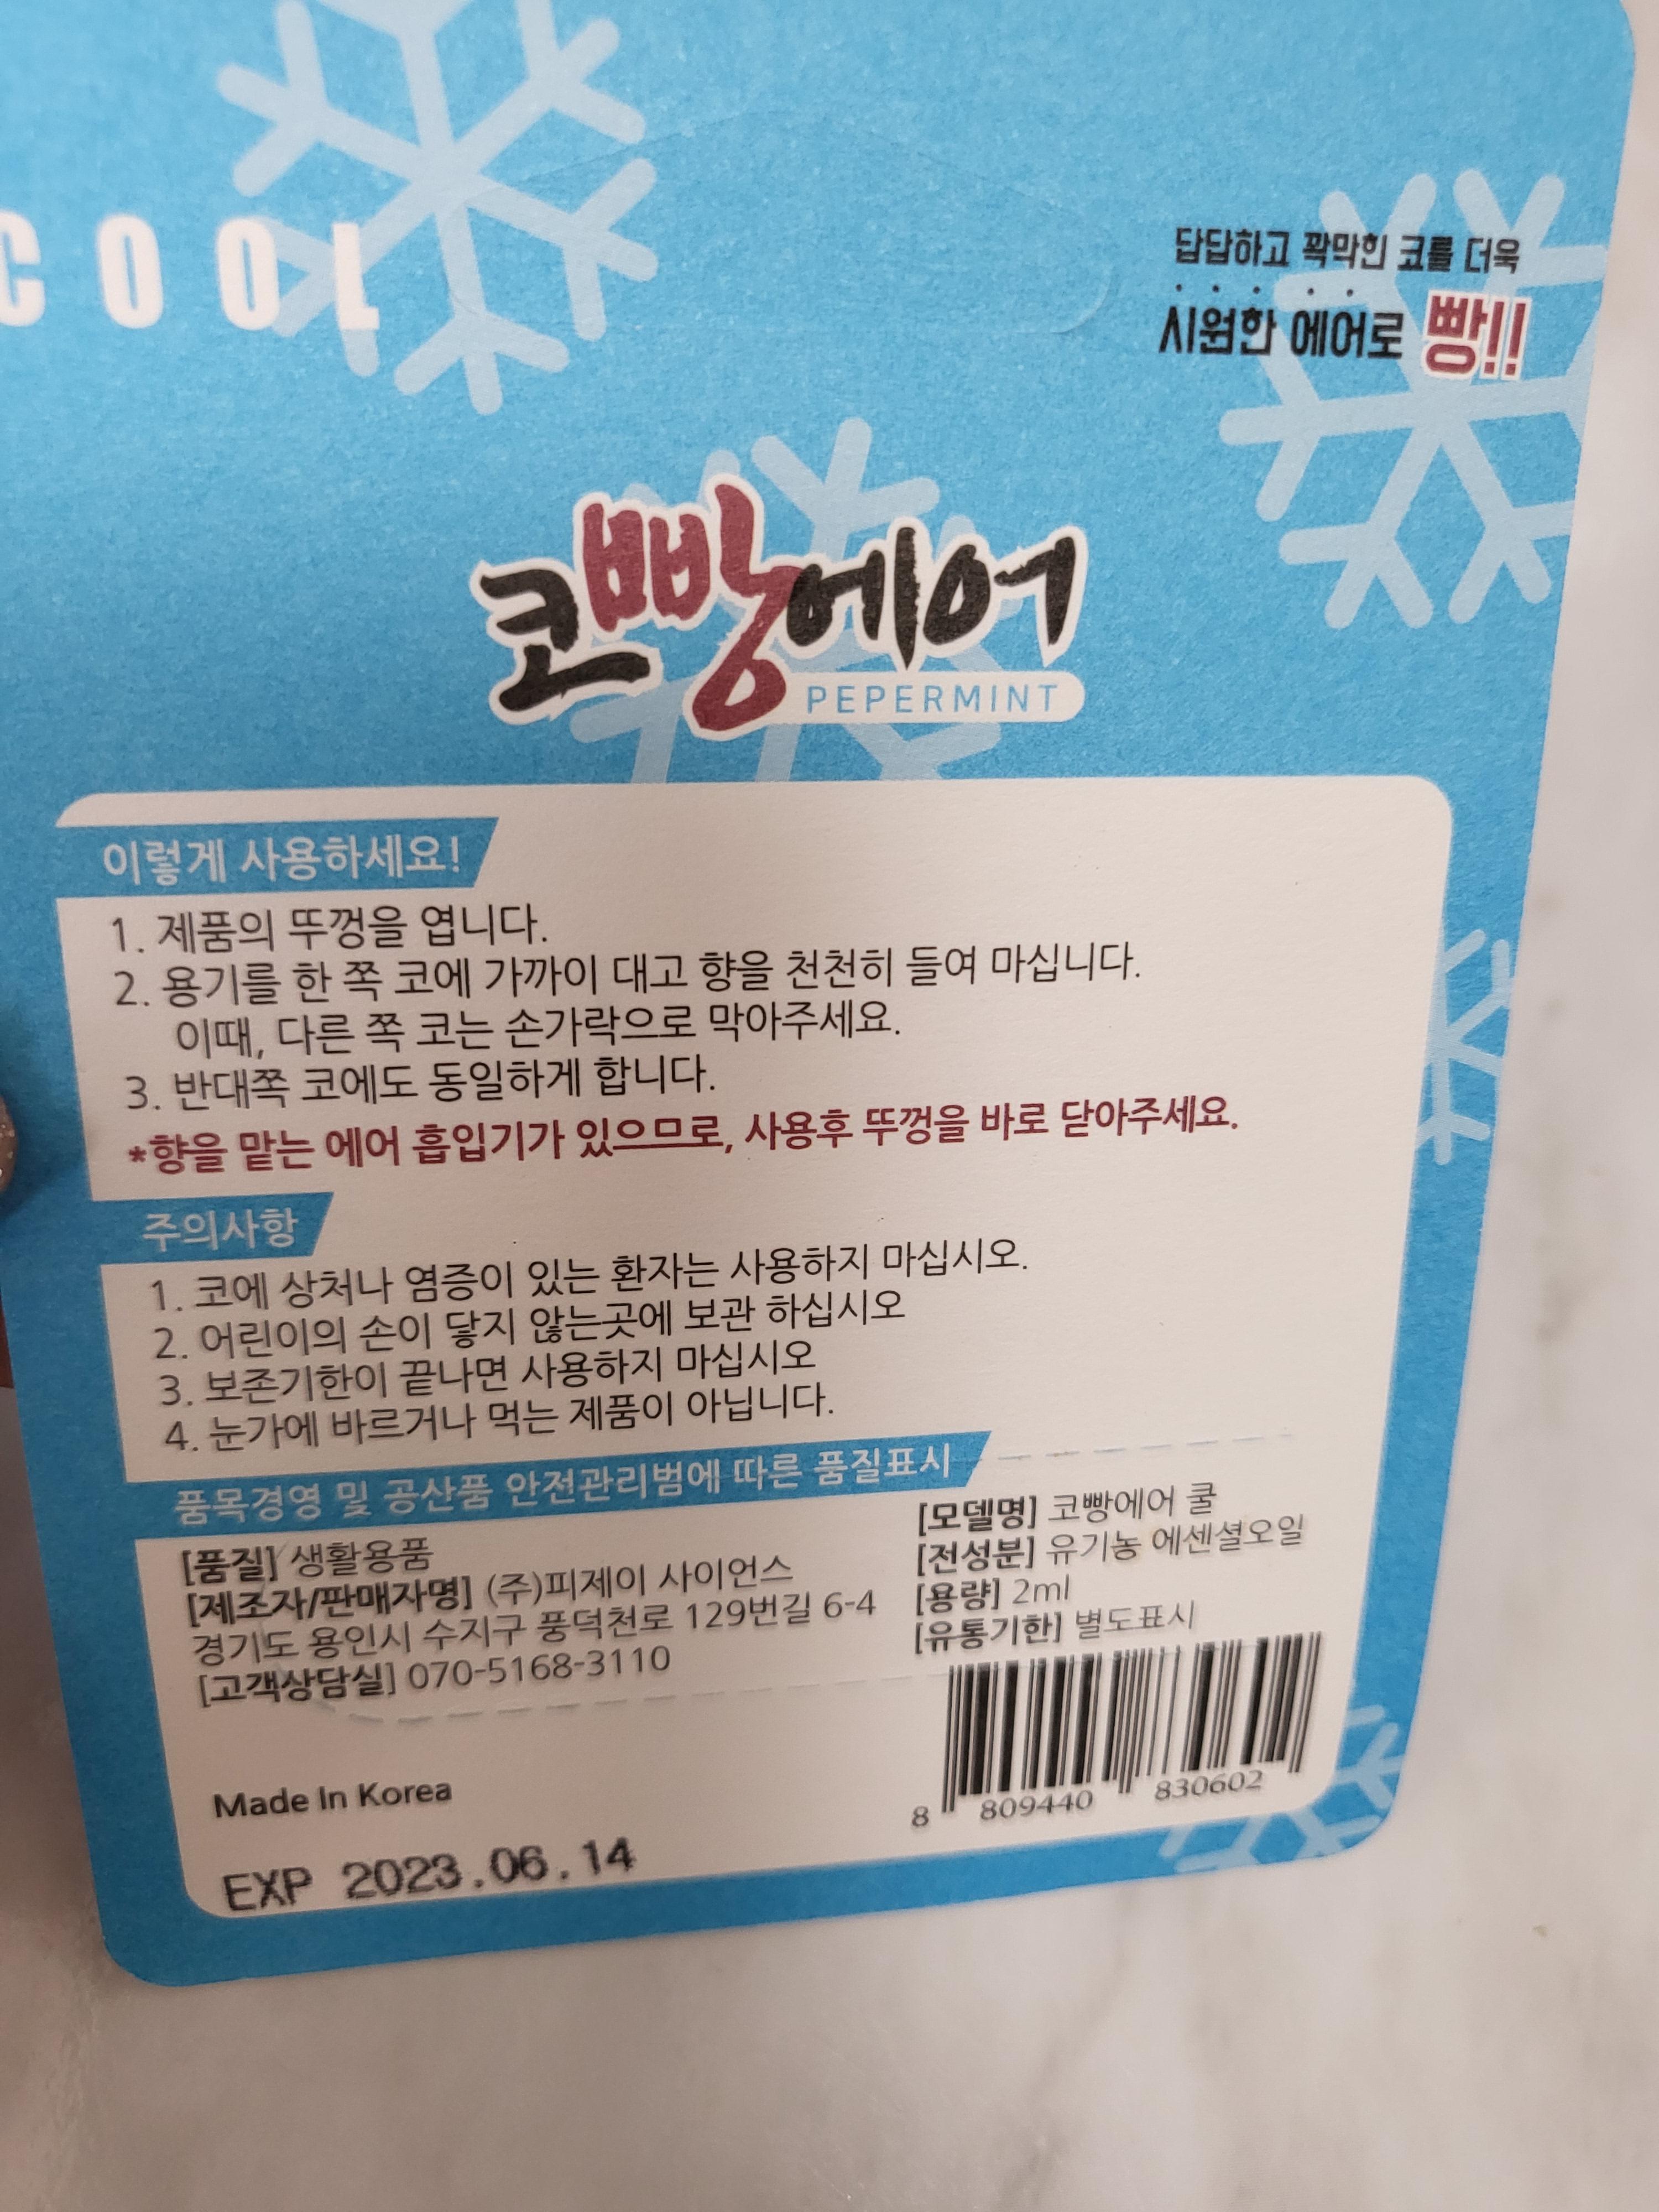 COOL
답답하고 꽉막힌 코를 더욱
시원한 에어로 빵!!
코빵에어
PEPERMINT
이렇게 사용하세요!
1. 제품의 뚜껑을 엽니다.
2. 용기를 한 쪽 코에 가까이 대고 향을 천천히 들여 마십니다.
이때, 다른 쪽 코는 손가락으로 막아주세요.
3. 반대쪽 코에도 동일하게 합니다.
*향을 맡는 에어 흡입기가 있으므로, 사용후 뚜껑을 바로 닫아주세요.
주의사항
1. 코에 상처나 염증이 있는 환자는 사용하지 마십시오.
2. 어린이의 손이 닿지 않는곳에 보관 하십시오
3. 보존기한이 끝나면 사용하지 마십시오
4. 눈가에 바르거나 먹는 제품이 아닙니다.
품목경영 및 공산품 안전관리범에 따른 품질표시
[품질] 생활용품
[제조자/판매자명] (주)피제이 사이언스
경기도 용인시 수지구 풍덕천로 129번길 6-4
[고객상담실] 070-5168-3110
[모델명] 코빵에어 쿨
[전성분] 유기농 에센셜오일
[용량] 2ml
[유통기한] 별도표시
8 809440 830602
Made In Korea
EXP 2023.06.14